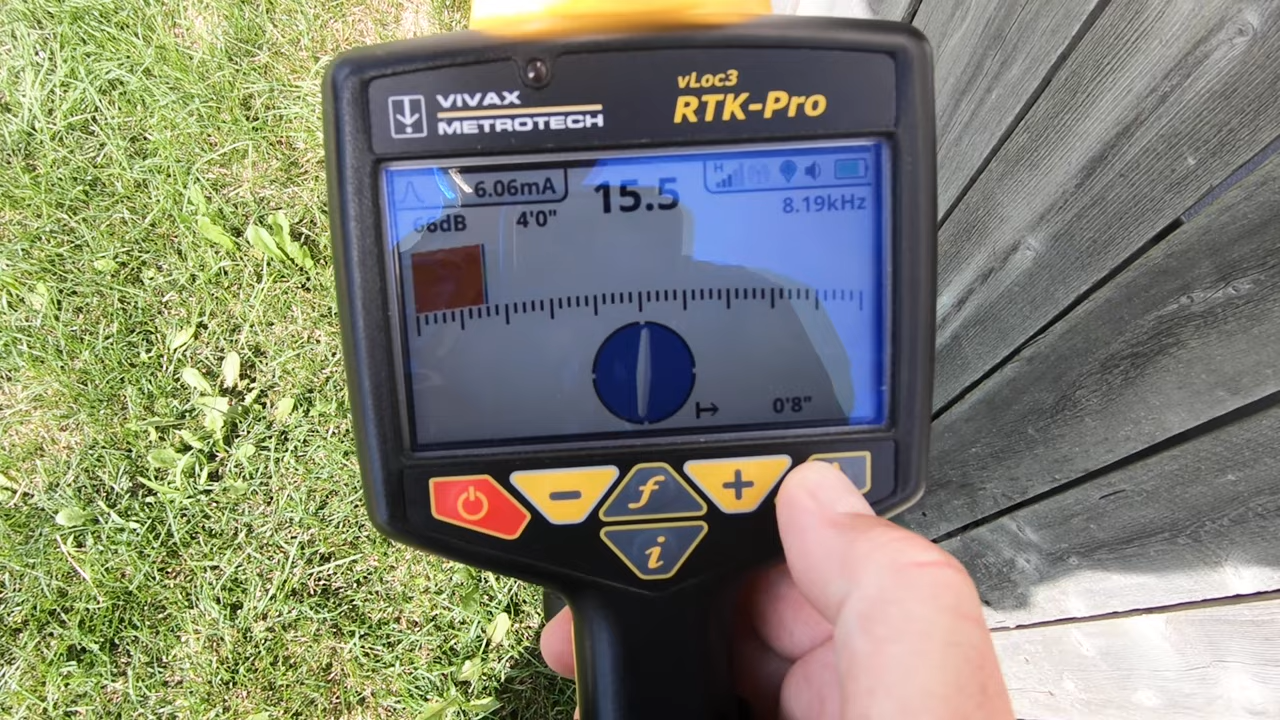 vLoc3
VIVAX
METROTECH
RTK-Pro
6.06mA
15.5
H
8.19kHz
66dB
4'0"
0'8"
f
i